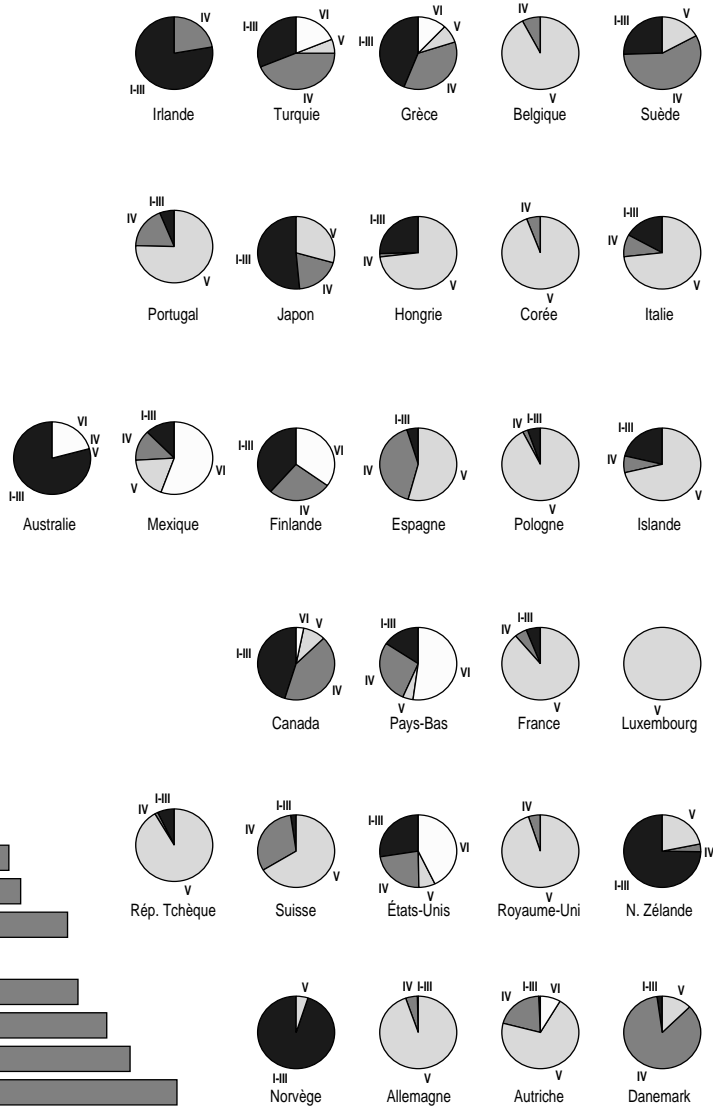 IV
I-III
Irlande
I-III
VI
V
IV
Turquie
I-III
VI
V
IV
Grèce
IV
V
Belgique
I-III
V
IV
Suède
I-III
IV
V
Portugal
V
I-III
IV
Japon
I-III
IV
V
Hongrie
IV
V
Corée
I-III
IV
V
Italie
VI
IV
V
I-III
Australie
I-III
IV
V
VI
Mexique
I-III
VI
IV
Finlande
I-III
IV
V
Espagne
IV
I-III
V
Pologne
I-III
IV
V
Islande
VI
V
I-III
IV
Canada
I-III
IV
VI
V
Pays-Bas
I-III
IV
V
France
V
Luxembourg
I-III
IV
V
Rép. Tchèque
I-III
IV
V
Suisse
I-III
VI
IV
V
États-Unis
IV
V
Royaume-Uni
V
IV
I-III
N. Zélande
V
I-III
Norvège
IV
I-III
V
Allemagne
I-III
VI
IV
V
Autriche
I-III
V
IV
Danemark